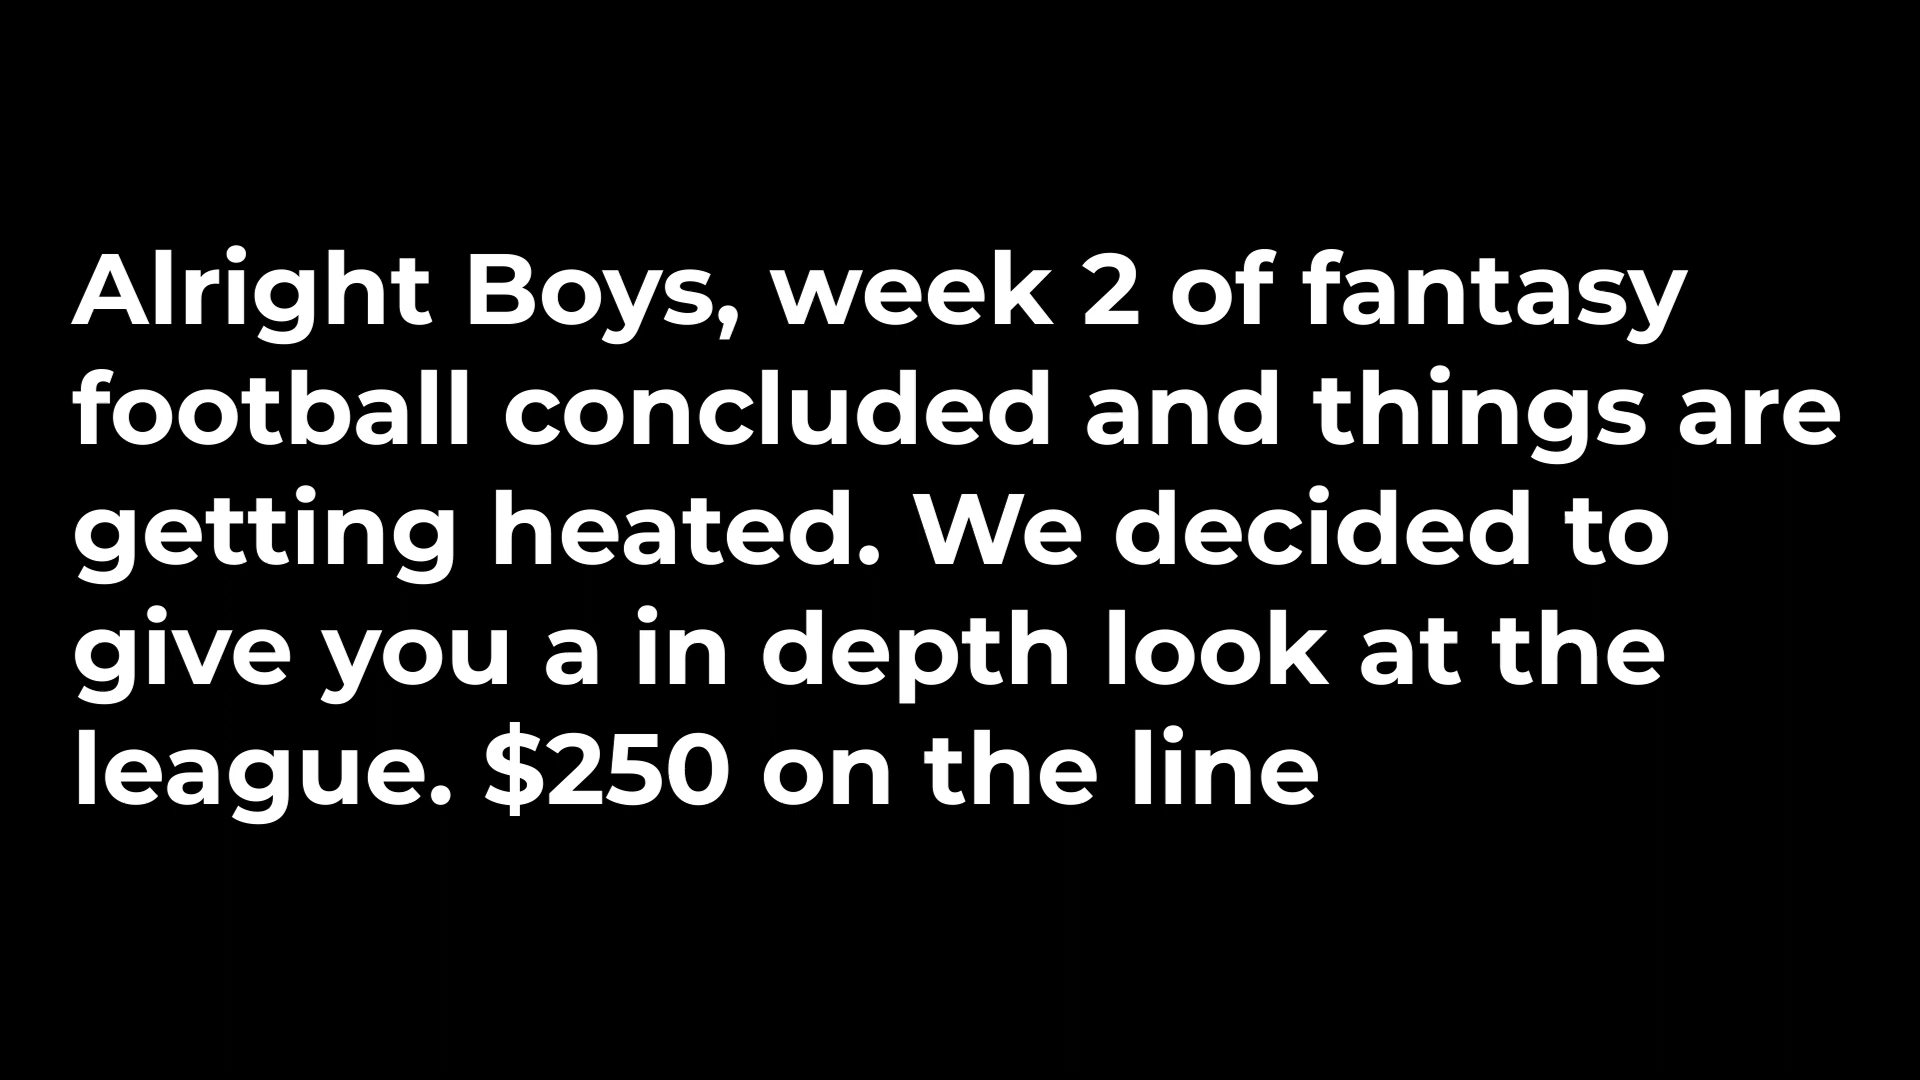 Alright Boys, week 2 of fantasy
football concluded and things are
getting heated. We decided to
give you a in depth look at the
league. $250 on the line